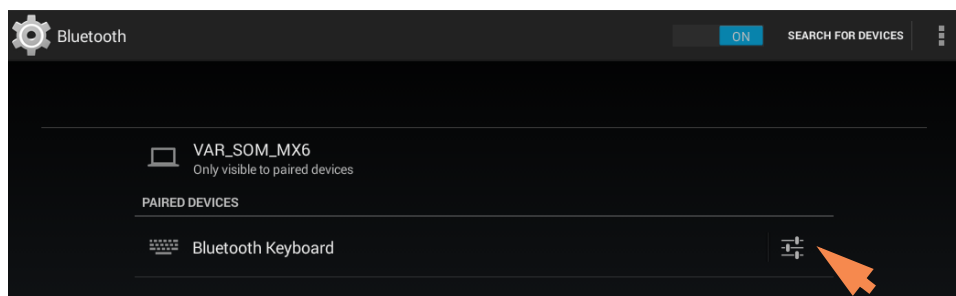 Bluetooth
ON
SEARCH FOR DEVICES
VAR_SOM_MX6
Only visible to paired devices
PAIRED DEVICES
Bluetooth Keyboard